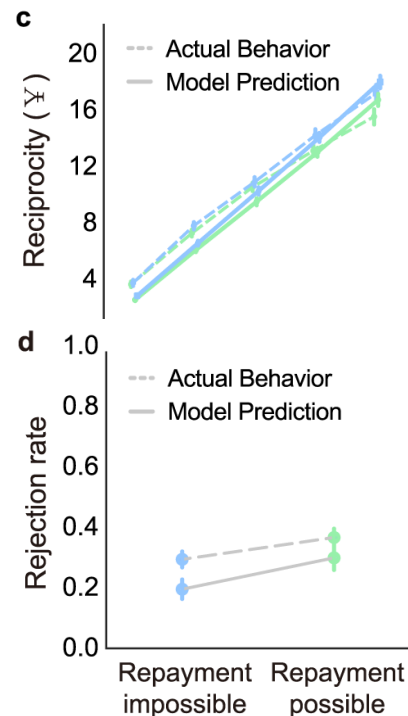 c
20
16
12
8
4
Reciprocity (￥)
Actual Behavior
Model Prediction
d
1.0
0.8
0.6
0.4
0.2
0.0
Rejection rate
Actual Behavior
Model Prediction
Repayment
impossible
Repayment
possible